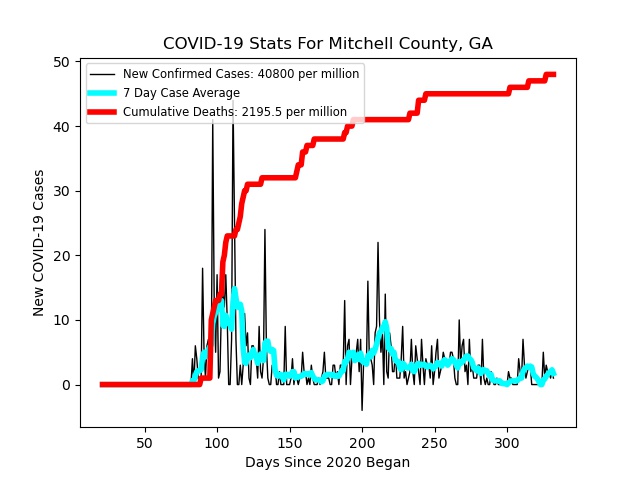 COVID-19 Stats For Mitchell County, GA
New Confirmed Cases: 40800 per million
7 Day Case Average
Cumulative Deaths: 2195.5 per million
New COVID-19 Cases
50
40
30
20
10
0
50 100 150 200 250 300
Days Since 2020 Began